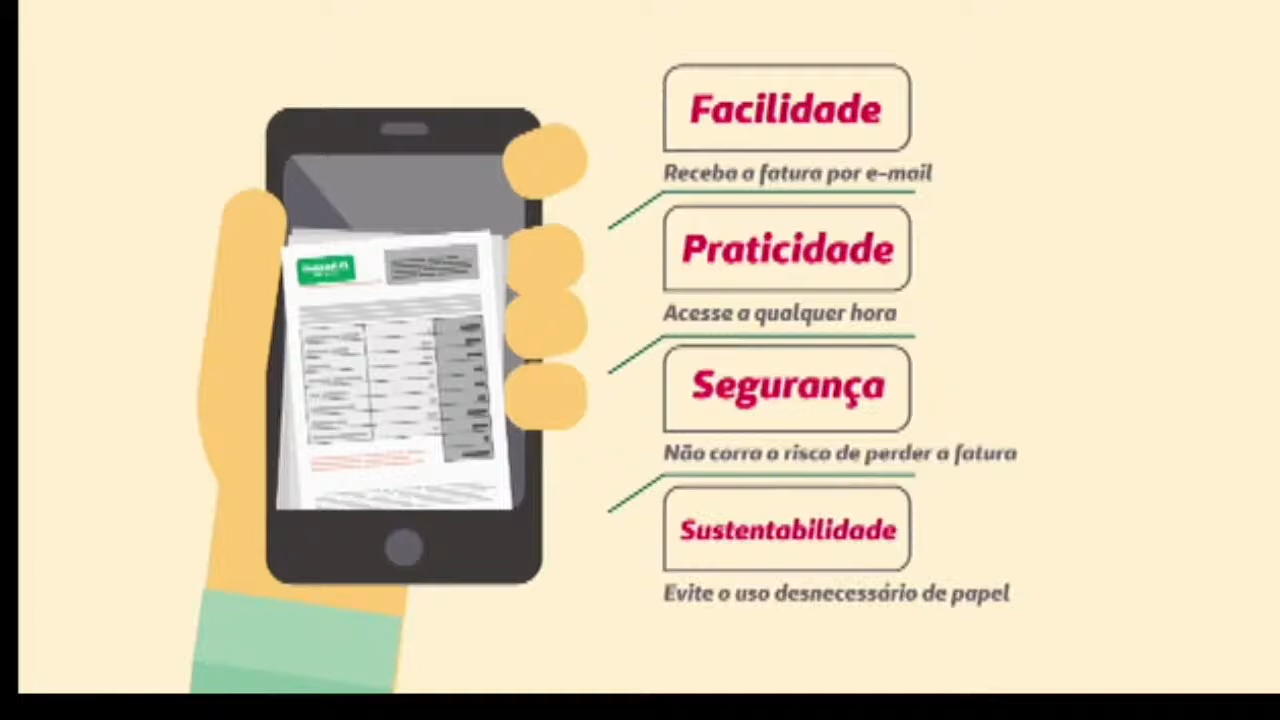 Facilidade
Receba a fatura por e-mail
Praticidade
Acesse a qualquer hora
Segurança
Não corra o risco de perder a fatura
Sustentabilidade
Evite o uso desnecessário de papel